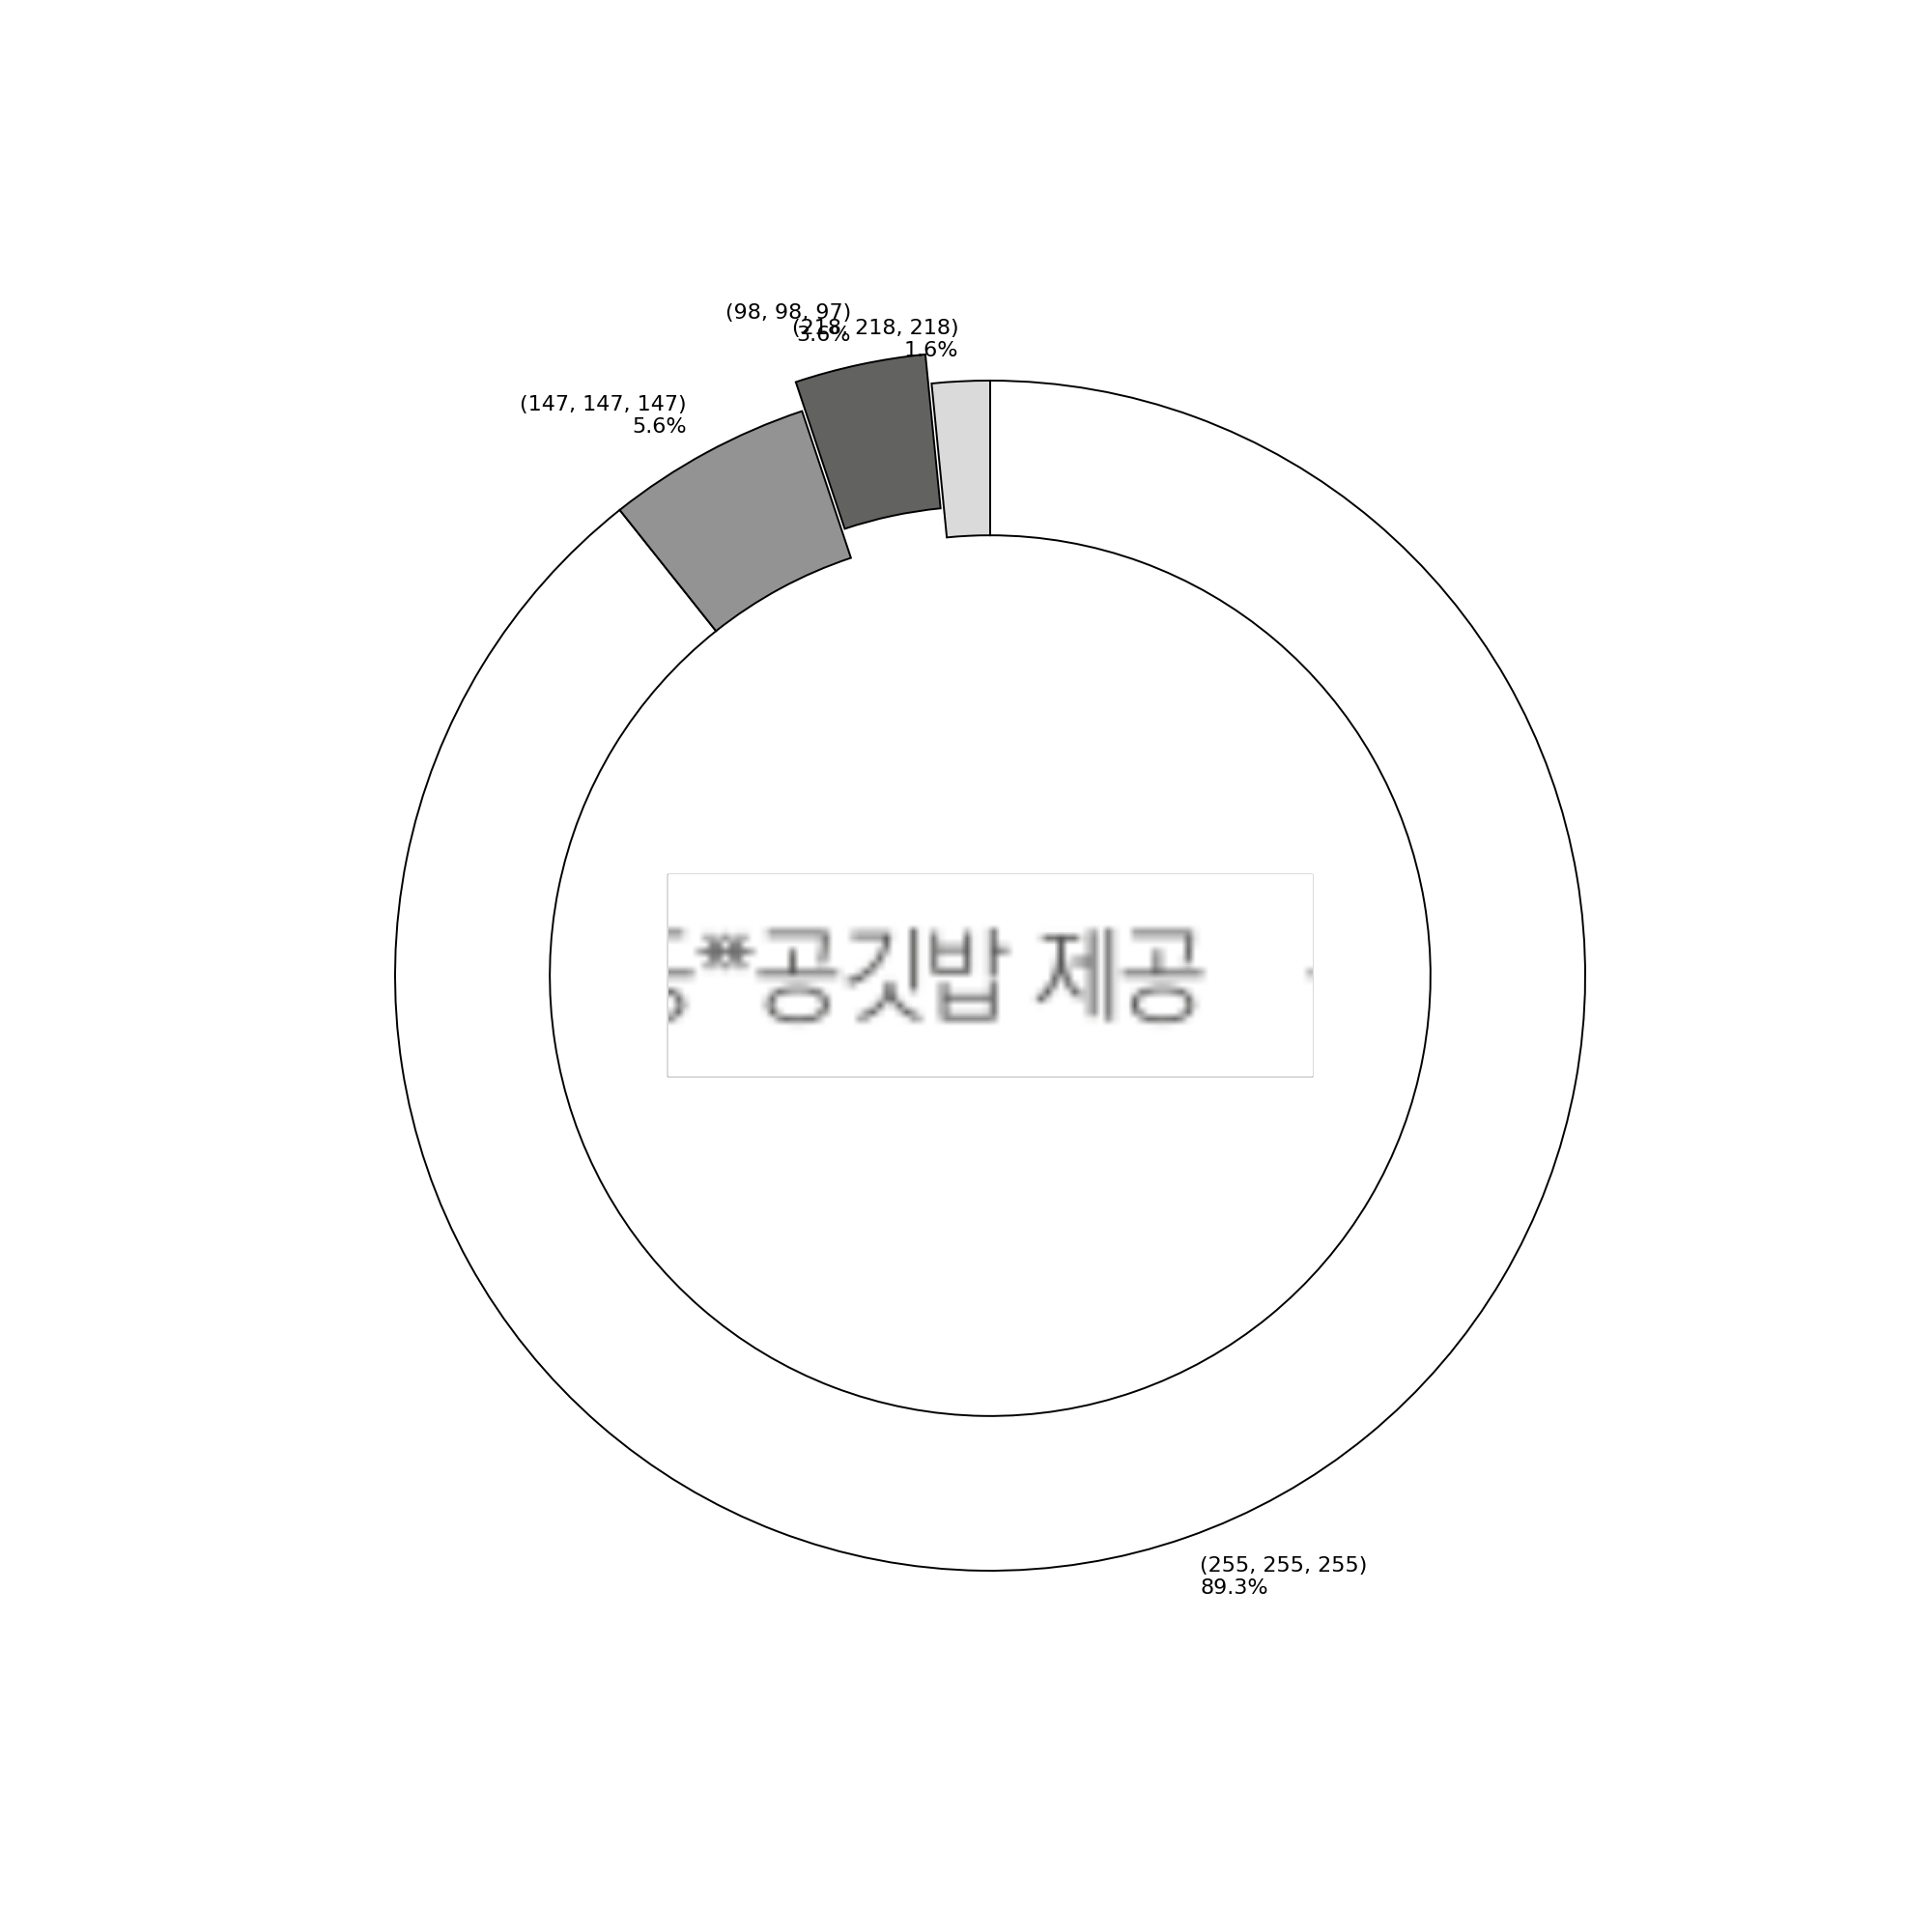 (98, 98, 97)
3.6%
(218, 218, 218)
1.6%
(147, 147, 147)
5.6%
**공깃밥 제공
(255, 255, 255)
89.3%